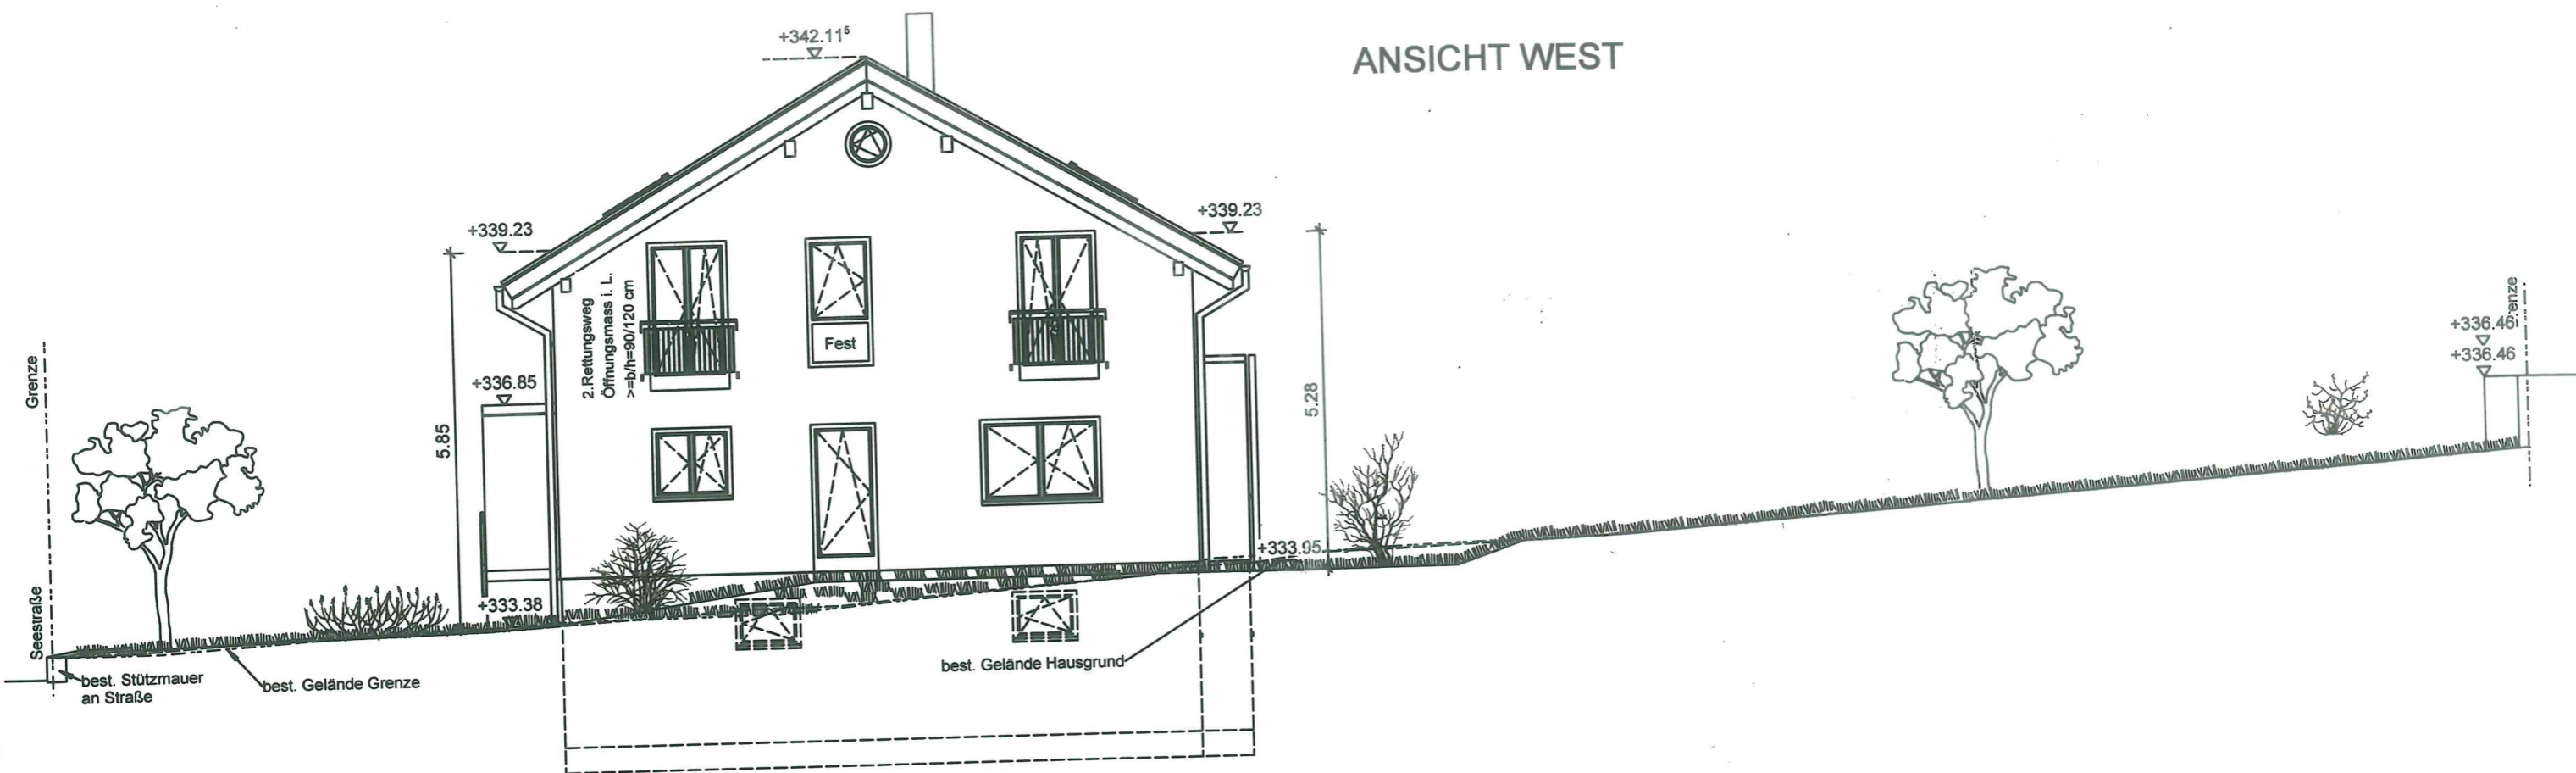 ANSICHT WEST
+342.11⁵
+339.23
+339.23
2.Rettungsweg
Öffnungsmass i. L.
>=b/h=90/120 cm
Fest
+336.85
5.85
5.28
+333.38
+333.95
Grenze
Seestraße
best. Stützmauer
an Straße
best. Gelände Grenze
best. Gelände Hausgrund
+336.46
+336.46